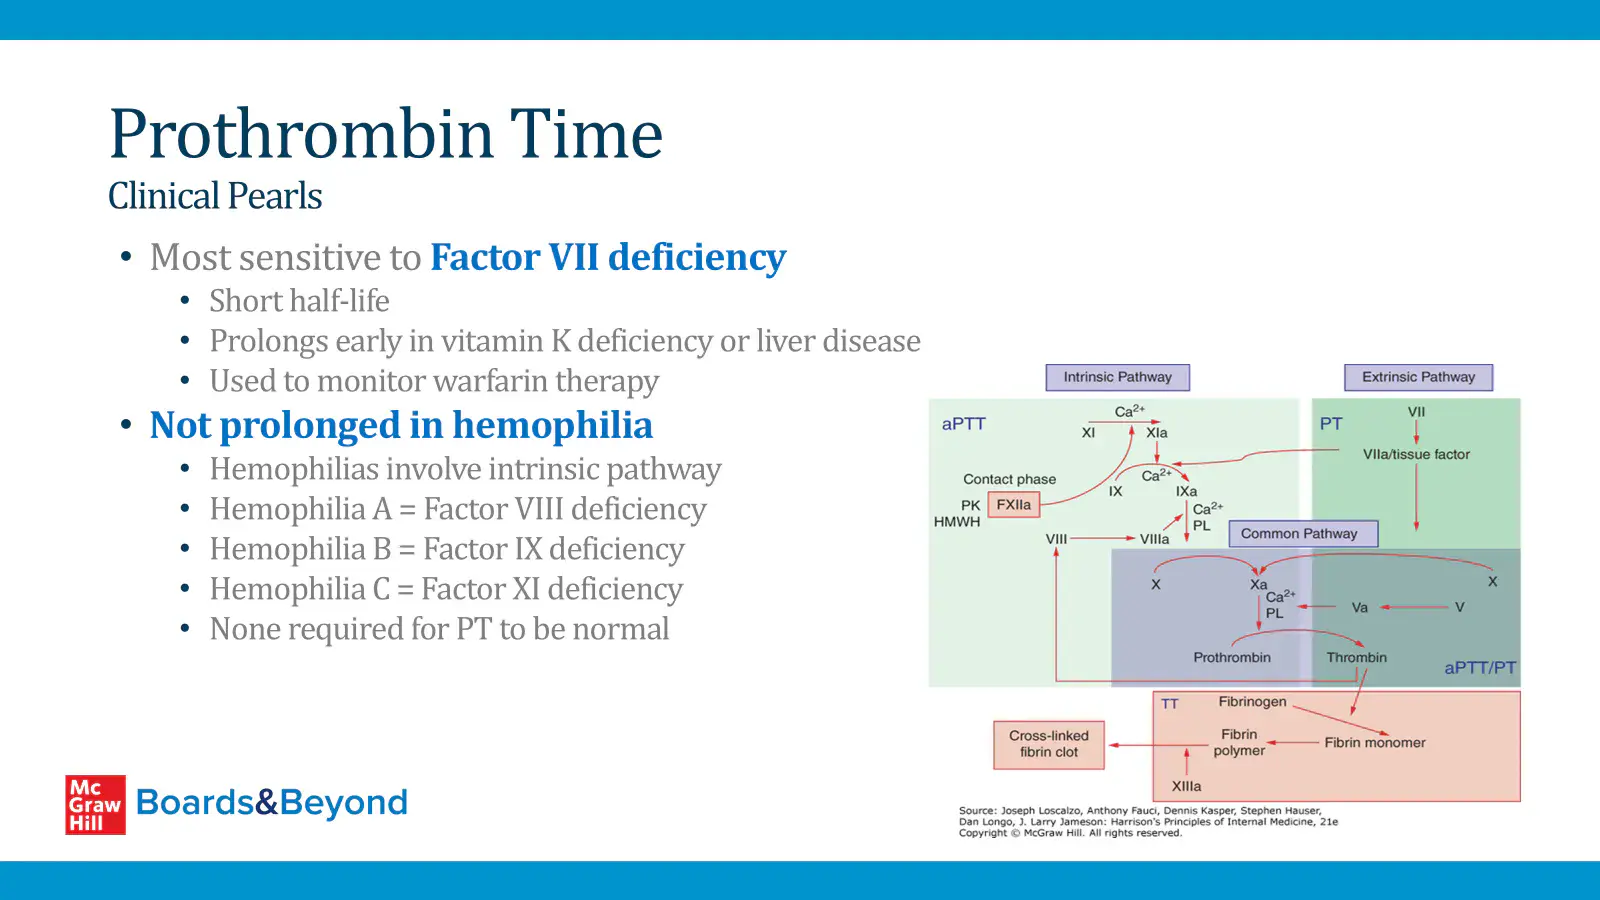 Prothrombin Time
Clinical Pearls
• Most sensitive to Factor VII deficiency
• Short half-life
• Prolongs early in vitamin K deficiency or liver disease
• Used to monitor warfarin therapy
• Not prolonged in hemophilia
• Hemophilias involve intrinsic pathway
• Hemophilia A = Factor VIII deficiency
• Hemophilia B = Factor IX deficiency
• Hemophilia C = Factor XI deficiency
• None required for PT to be normal
Intrinsic Pathway
Extrinsic Pathway
aPTT
Ca²⁺
XI
XIa
PT
VII
VIIa/tissue factor
Contact phase
Ca²⁺
IX
IXa
PK
HMWH
FXIIa
Ca²⁺
PL
VIII
VIIIa
Common Pathway
X
Xa
X
Ca²⁺
PL
Va
V
Prothrombin
Thrombin
aPTT/PT
TT
Fibrinogen
Cross-linked
fibrin clot
Fibrin
polymer
Fibrin monomer
XIIIa
Mc
Graw
Hill
Boards&Beyond
Source: Joseph Loscalzo, Anthony Fauci, Dennis Kasper, Stephen Hauser,
Dan Longo, J. Larry Jameson: Harrison's Principles of Internal Medicine, 21e
Copyright © McGraw Hill. All rights reserved.